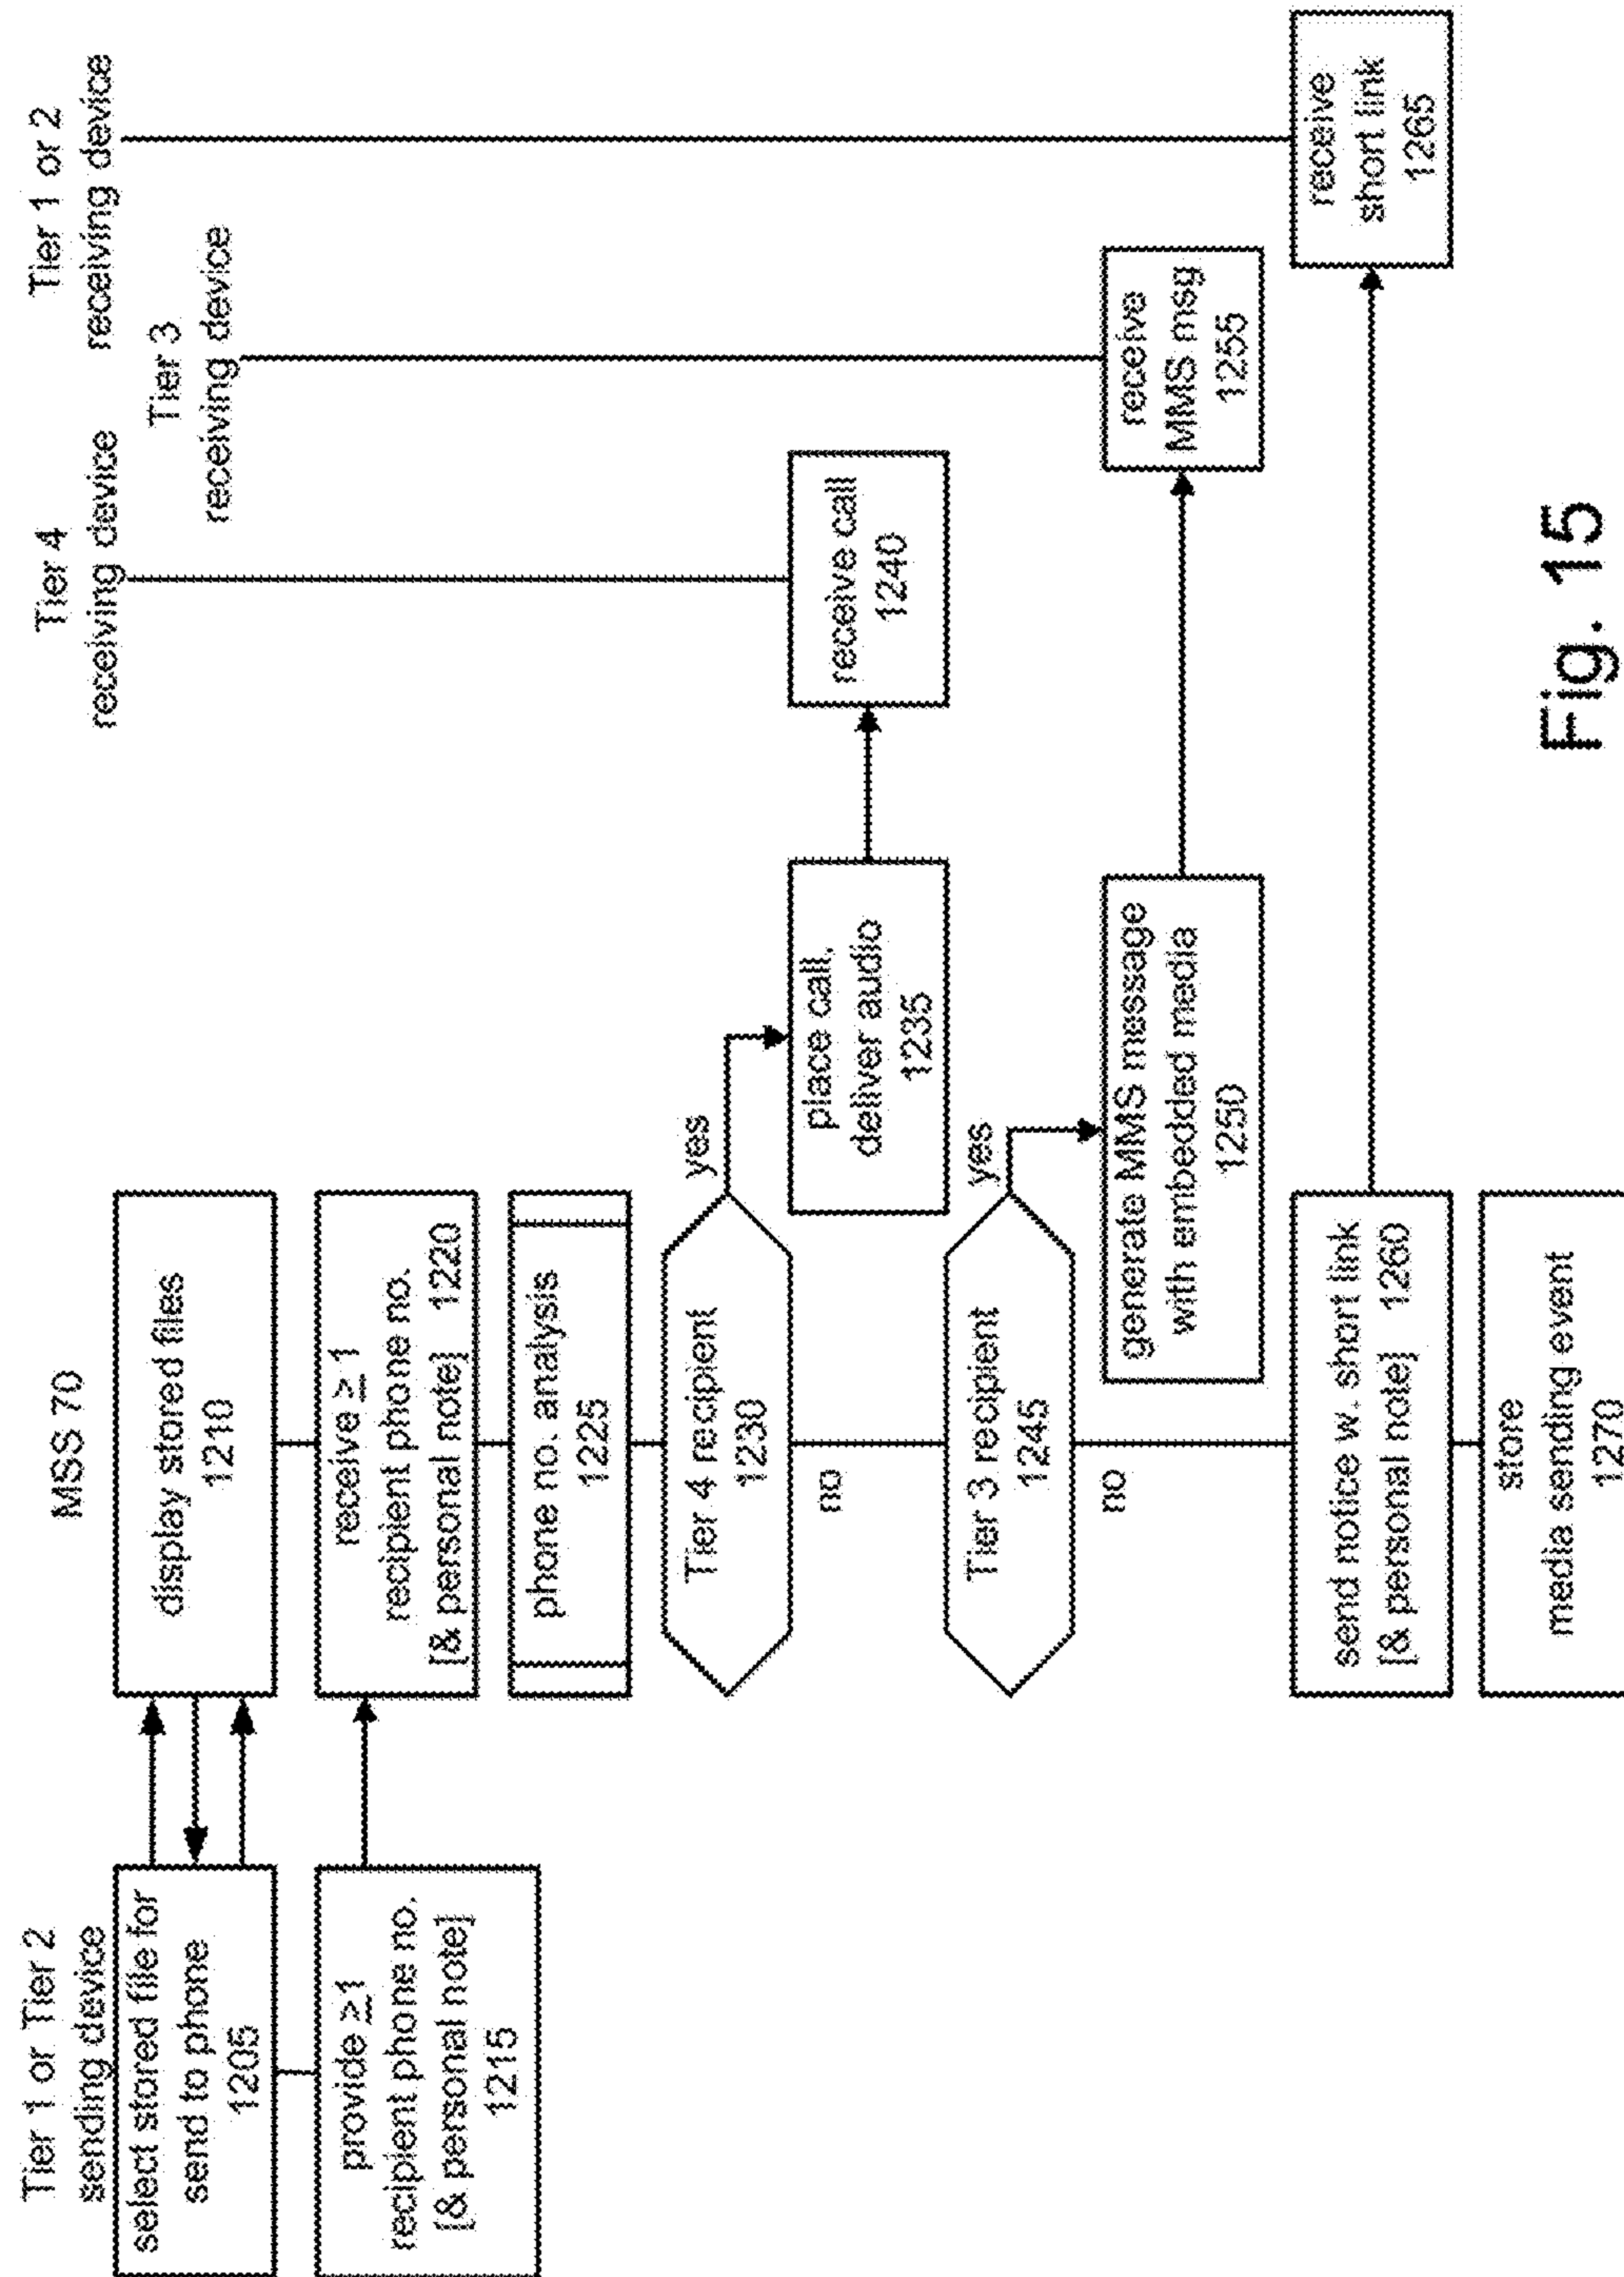 Tier 1 or Tier 2
sending device
select stored file for
send to phone
1205
provide ≥1
recipient phone no.
[& personal note]
1215
MSS 70
display stored files
1210
receive ≥ 1
recipient phone no.
[& personal note] 1220
phone no. analysis
1225
Tier 4 recipient
1230
yes
no
place call,
deliver audio
1235
Tier 3 recipient
1245
yes
no
generate MMS message
with embedded media
1250
send notice w. short link
[& personal note] 1260
store
media sending event
1270
Tier 4
receiving device
receive call
1240
Tier 3
receiving device
receive
MMS msg
1255
Tier 1 or 2
receiving device
receive
short link
1265
Fig. 15